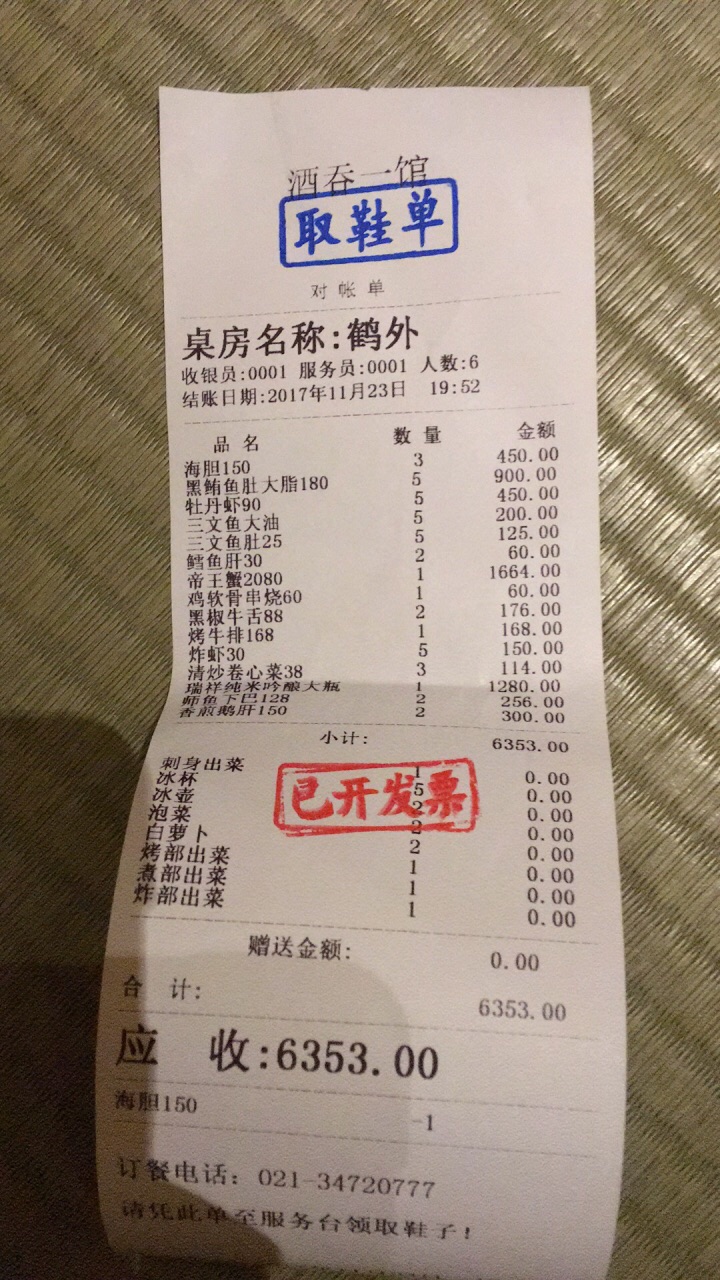 酒吞一馆
取鞋单
对帐单
桌房名称:鹤外
收银员:0001 服务员:0001 人数:6
结账日期:2017年11月23日 19:52
品名 数量 金额
海胆150 3 450.00
黑鲔鱼肚大脂180 5 900.00
牡丹虾90 5 450.00
三文鱼大油 5 200.00
三文鱼肚25 5 125.00
鳕鱼肝30 2 60.00
帝王蟹2080 1 1664.00
鸡软骨串烧60 1 60.00
黑椒牛舌88 2 176.00
烤牛排168 1 168.00
炸虾30 5 150.00
清炒卷心菜38 3 114.00
瑞祥纯米吟酿大瓶 1 1280.00
师鱼下巴128 2 256.00
香煎鹅肝150 2 300.00
小计: 6353.00
已开发票
刺身出菜 1 0.00
冰杯 5 0.00
冰壶 2 0.00
泡菜 2 0.00
白萝卜 2 0.00
烤部出菜 1 0.00
煮部出菜 1 0.00
炸部出菜 1 0.00
赠送金额: 0.00
合 计: 6353.00
应 收:6353.00
海胆150 -1
订餐电话: 021-34720777
请凭此单至服务台领取鞋子!